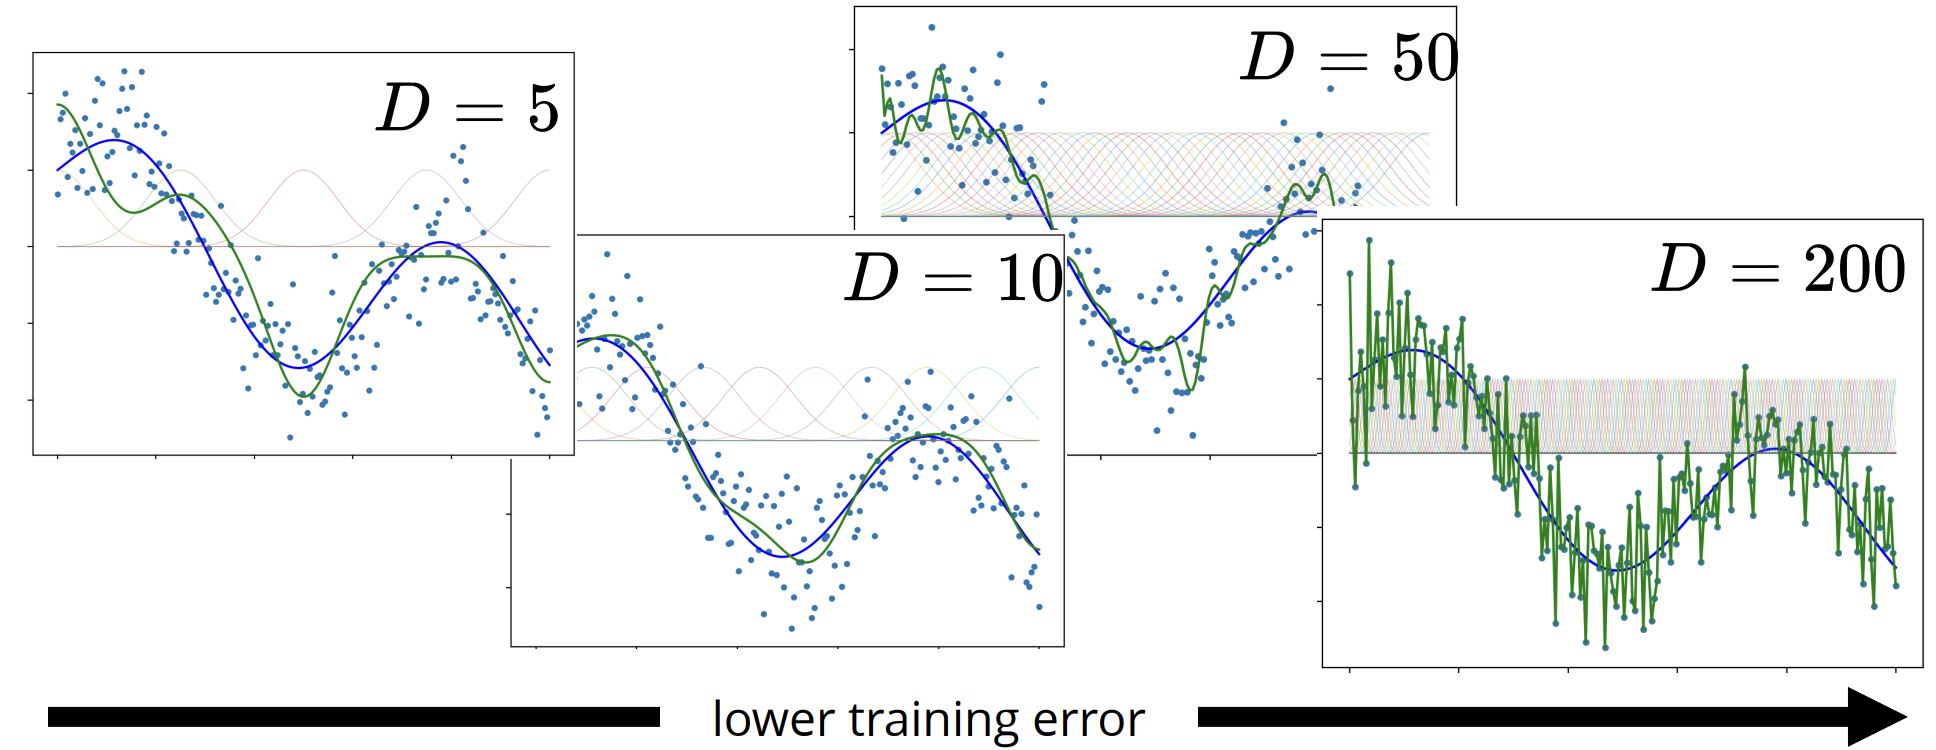 D = 5
D = 10
D = 50
D = 200
lower training error